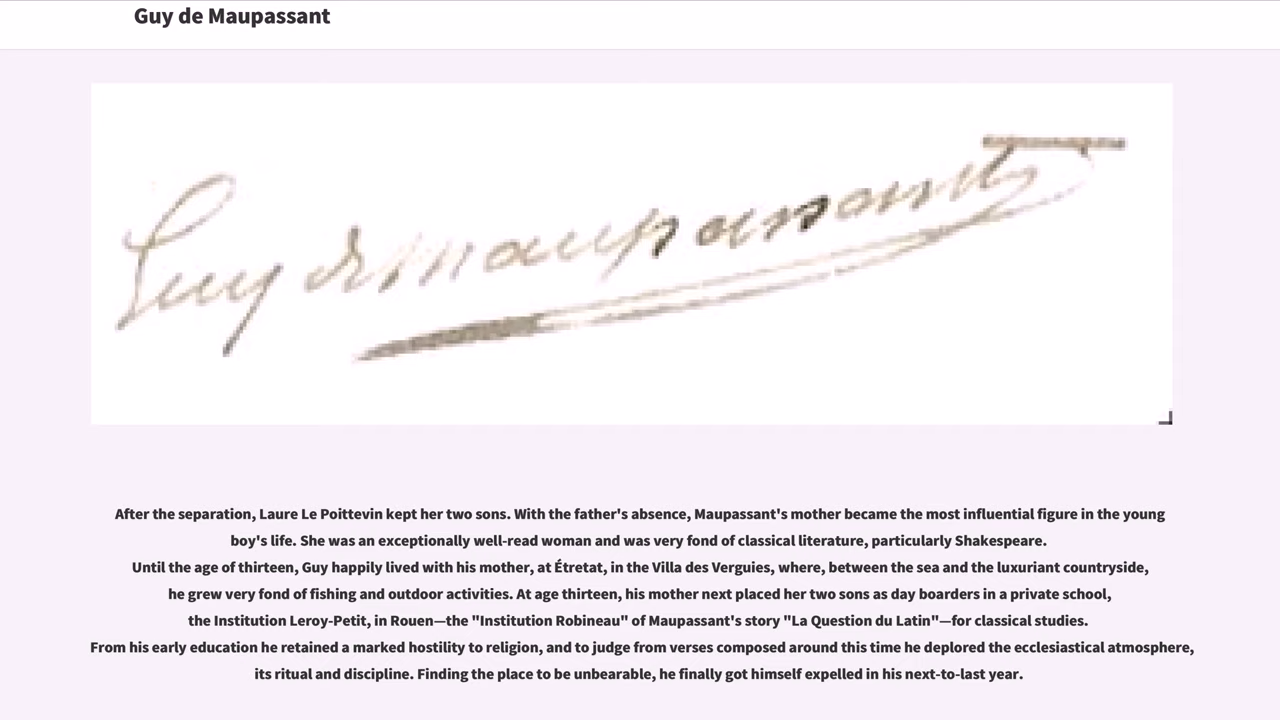 Guy de Maupassant
Guy de Maupassant
After the separation, Laure Le Poittevin kept her two sons. With the father's absence, Maupassant's mother became the most influential figure in the young
boy's life. She was an exceptionally well-read woman and was very fond of classical literature, particularly Shakespeare.
Until the age of thirteen, Guy happily lived with his mother, at Étretat, in the Villa des Verguies, where, between the sea and the luxuriant countryside,
he grew very fond of fishing and outdoor activities. At age thirteen, his mother next placed her two sons as day boarders in a private school,
the Institution Leroy-Petit, in Rouen—the "Institution Robineau" of Maupassant's story "La Question du Latin"—for classical studies.
From his early education he retained a marked hostility to religion, and to judge from verses composed around this time he deplored the ecclesiastical atmosphere,
its ritual and discipline. Finding the place to be unbearable, he finally got himself expelled in his next-to-last year.